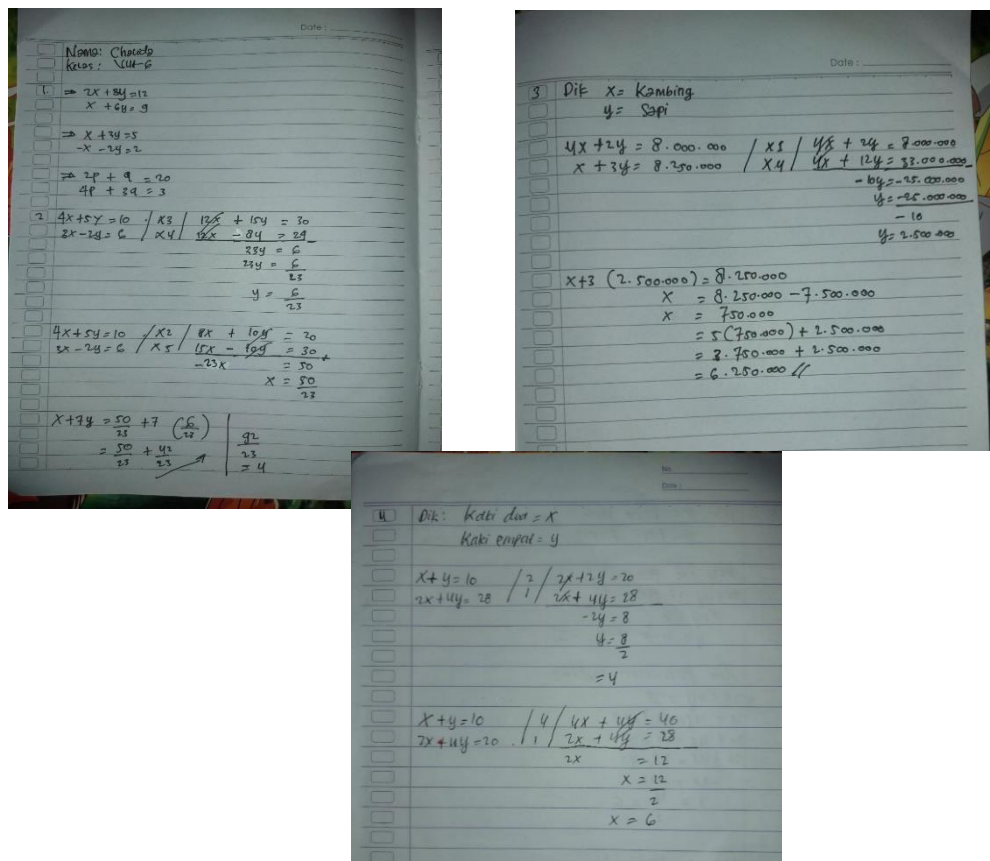 Date :
Nama: Chaeda
Kelas: VIII-G
1. ⇒ 2x + 8y = 12
x + 6y = 9
⇒ x + 3y = 5
-x - 2y = 2
⇒ 2p + q = 20
4p + 3q = 3
2 4x + 5y = 10 / x3 / 12x + 15y = 30
3x - 2y = 6 / x4 / 12x - 8y = 24
23y = 6
23y = 6/23
y = 6/23
4x + 5y = 10 / x2 / 8x + 10y = 20
3x - 2y = 6 / x5 / 15x - 10y = 30 +
-23x = 50
x = 50/23
x + 7y = 50/23 + 7 (6/23)
= 50/23 + 42/23
92/23
= 4
Date :
3 Dik x = Kambing
y = Sapi
4x + 2y = 8.000.000 / x1 / 4x + 2y = 8.000.000
x + 3y = 8.250.000 / x4 / 4x + 12y = 33.000.000
- 10y = -25.000.000
y = -25.000.000
- 10
y = 2.500.000
x + 3 (2.500.000) = 8.250.000
x = 8.250.000 - 7.500.000
x = 750.000
= 5 (750.000) + 2.500.000
= 3.750.000 + 2.500.000
= 6.250.000 //
No
Date :
4 Dik: Kaki dua = x
Kaki empat = y
x + y = 10 / 2 / 2x + 2y = 20
2x + 4y = 28 / 1 / 2x + 4y = 28
-2y = 8
y = 8/2
= 4
x + y = 10 / 4 / 4x + 4y = 40
2x + 4y = 20 / 1 / 2x + 4y = 28
2x = 12
x = 12/2
x = 6